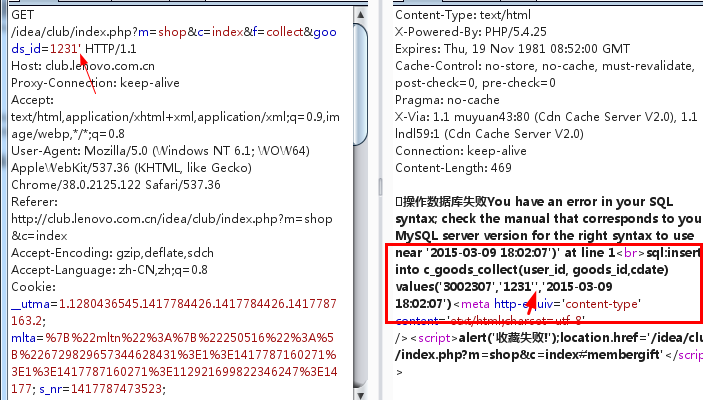 GET
/idea/club/index.php?m=shop&c=index&f=collect&goo
ds_id=1231' HTTP/1.1
Host: club.lenovo.com.cn
Proxy-Connection: keep-alive
Accept:
text/html,application/xhtml+xml,application/xml;q=0.9,im
age/webp,*/*;q=0.8
User-Agent: Mozilla/5.0 (Windows NT 6.1; WOW64)
AppleWebKit/537.36 (KHTML, like Gecko)
Chrome/38.0.2125.122 Safari/537.36
Referer:
http://club.lenovo.com.cn/idea/club/index.php?m=shop
&c=index
Accept-Encoding: gzip,deflate,sdch
Accept-Language: zh-CN,zh;q=0.8
Cookie:
__utma=1.1280436545.1417784426.1417784426.1417787
163.2;
mlta=%7B%22mltn%22%3A%7B%22250516%22%3A%5
B%226729829657344628431%3E1%3E1417787160271%
3E1%3E1417787160271%3E112921699822346247%3E14
177; s_nr=1417787473523;
Content-Type: text/html
X-Powered-By: PHP/5.4.25
Expires: Thu, 19 Nov 1981 08:52:00 GMT
Cache-Control: no-store, no-cache, must-revalidate,
post-check=0, pre-check=0
Pragma: no-cache
X-Via: 1.1 muyuan43:80 (Cdn Cache Server V2.0), 1.1
lndl59:1 (Cdn Cache Server V2.0)
Connection: keep-alive
Content-Length: 469
操作数据库失败You have an error in your SQL
syntax; check the manual that corresponds to you
MySQL server version for the right syntax to use
near '2015-03-09 18:02:07')' at line 1<br>sql:insert
into c_goods_collect(user_id, goods_id,cdate)
values('3002307','1231'','2015-03-09
18:02:07')<meta http-equiv='content-type'
content='text/html;charset=utf-8'
/><script>alert('收藏失败!');location.href='/idea/clu
/index.php?m=shop&c=index#membergift'</scrip
>